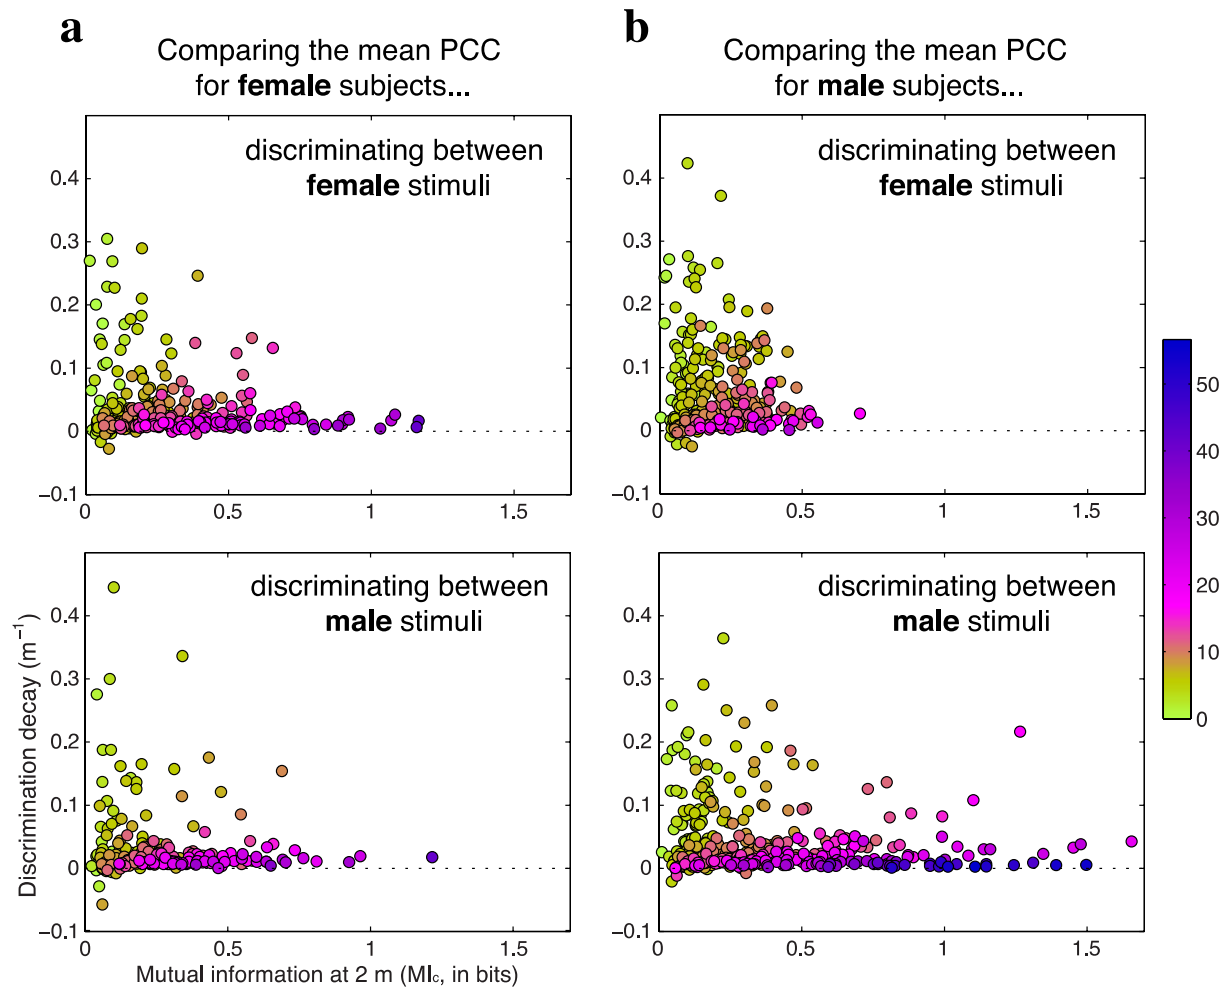 a
Comparing the mean PCC
for female subjects...
discriminating between
female stimuli
0.4
0.3
0.2
0.1
0
−0.1
0
0.5
1
1.5
discriminating between
male stimuli
0.4
0.3
0.2
0.1
0
−0.1
0
0.5
1
1.5
Discrimination decay (m⁻¹)
Mutual information at 2 m (MIc, in bits)
b
Comparing the mean PCC
for male subjects...
discriminating between
female stimuli
0.4
0.3
0.2
0.1
0
−0.1
0
0.5
1
1.5
discriminating between
male stimuli
0.4
0.3
0.2
0.1
0
−0.1
0
0.5
1
1.5
50
40
30
20
10
0